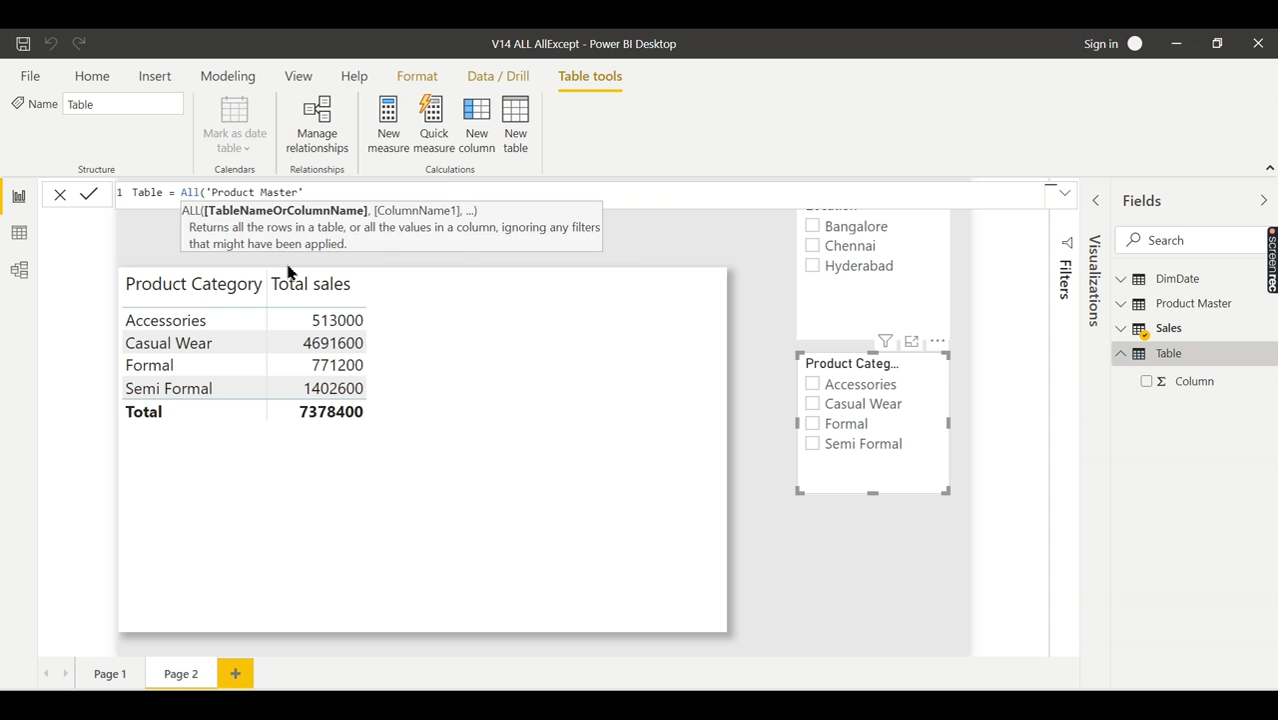 V14 ALL AllExcept - Power BI Desktop
Sign in
File Home Insert Modeling View Help Format Data / Drill Table tools
Name Table
Mark as date table
Manage relationships
New measure
Quick measure
New column
New table
Structure Calendars Relationships Calculations
1 Table = All('Product Master'
ALL([TableNameOrColumnName], [ColumnName1], ...)
Returns all the rows in a table, or all the values in a column, ignoring any filters
that might have been applied.
Product Category Total sales
Accessories 513000
Casual Wear 4691600
Formal 771200
Semi Formal 1402600
Total 7378400
Bangalore
Chennai
Hyderabad
Product Categ...
Accessories
Casual Wear
Formal
Semi Formal
Filters
Visualizations
Fields
Search
DimDate
Product Master
Sales
Table
Σ Column
screenrec
Page 1 Page 2